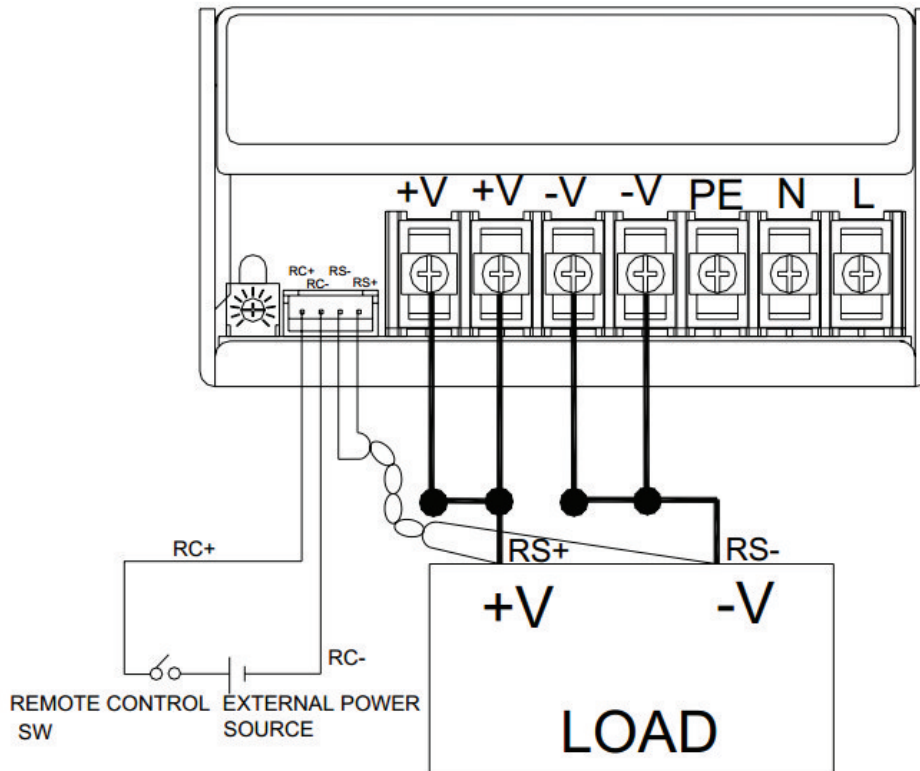 +V +V -V -V PE N L
RC+ RS-
RC- RS+
RC+ RS+ RS-
+V -V
RC-
REMOTE CONTROL EXTERNAL POWER
SW SOURCE
LOAD